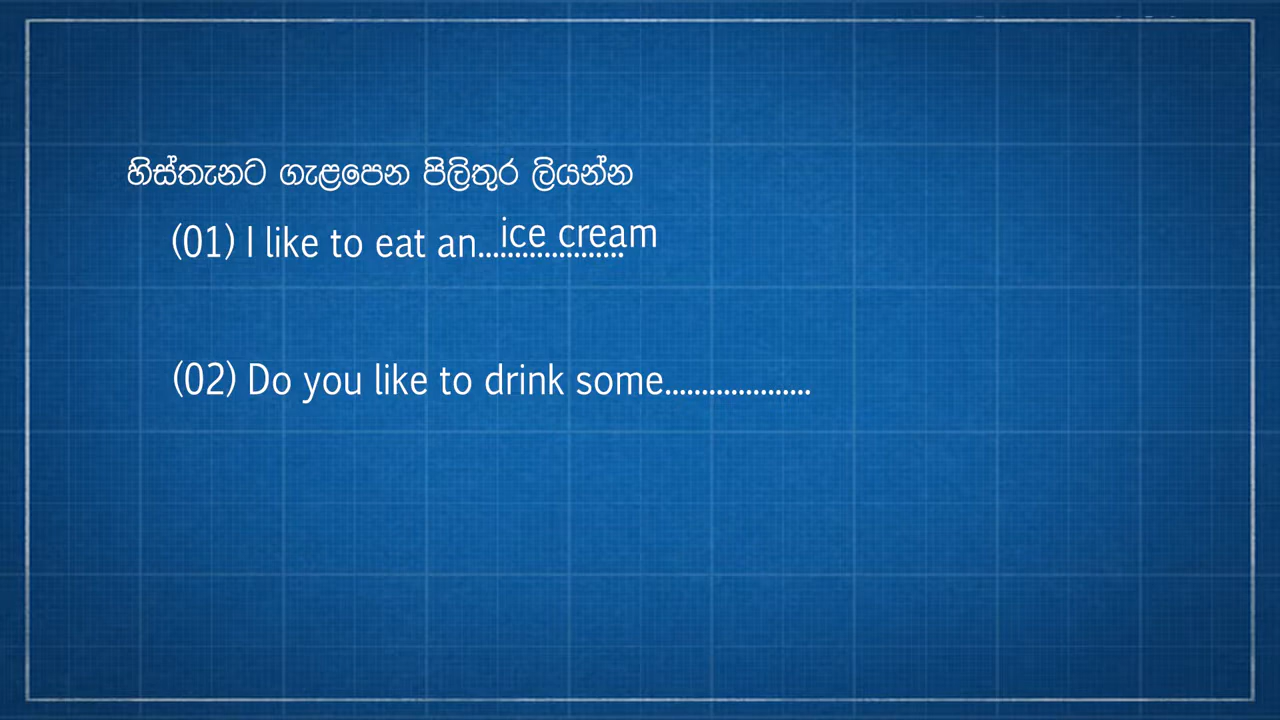 හිස්තැනට ගැළපෙන පිලිතුර ලියන්න
(01) I like to eat an....................ice cream
(02) Do you like to drink some....................